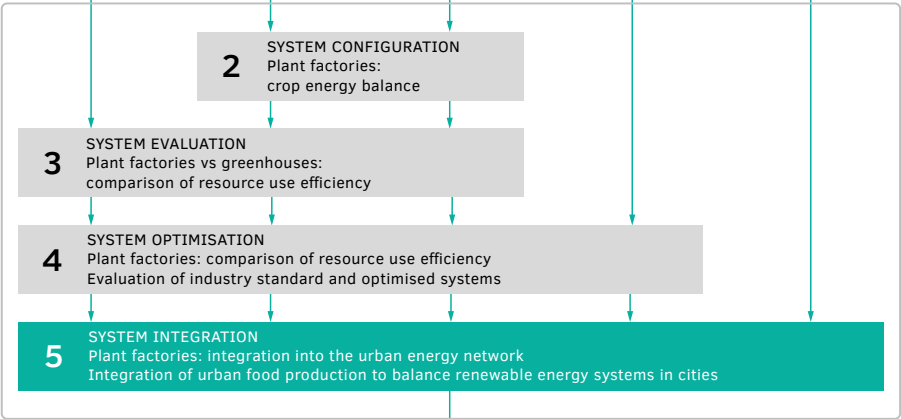 2
SYSTEM CONFIGURATION
Plant factories:
crop energy balance
3
SYSTEM EVALUATION
Plant factories vs greenhouses:
comparison of resource use efficiency
4
SYSTEM OPTIMISATION
Plant factories: comparison of resource use efficiency
Evaluation of industry standard and optimised systems
5
SYSTEM INTEGRATION
Plant factories: integration into the urban energy network
Integration of urban food production to balance renewable energy systems in cities